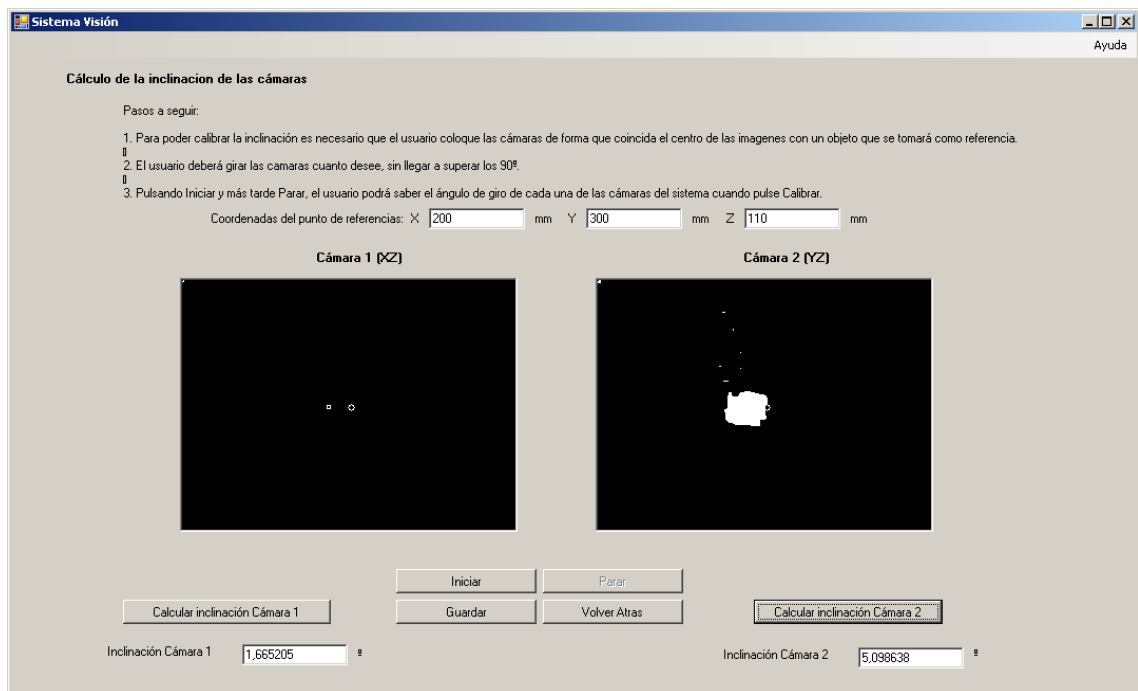 Sistema Visión
Ayuda
Cálculo de la inclinacion de las cámaras
Pasos a seguir:
1. Para poder calibrar la inclinación es necesario que el usuario coloque las cámaras de forma que coincida el centro de las imagenes con un objeto que se tomará como referencia.
2. El usuario deberá girar las camaras cuanto desee, sin llegar a superar los 90º.
3. Pulsando Iniciar y más tarde Parar, el usuario podrá saber el ángulo de giro de cada una de las cámaras del sistema cuando pulse Calibrar.
Coordenadas del punto de referencias: X 200 mm Y 300 mm Z 110 mm
Cámara 1 (XZ) Cámara 2 (YZ)
Iniciar Parar
Calcular inclinación Cámara 1 Guardar Volver Atras Calcular inclinación Cámara 2
Inclinación Cámara 1 1,665205 º Inclinación Cámara 2 5,098638 º